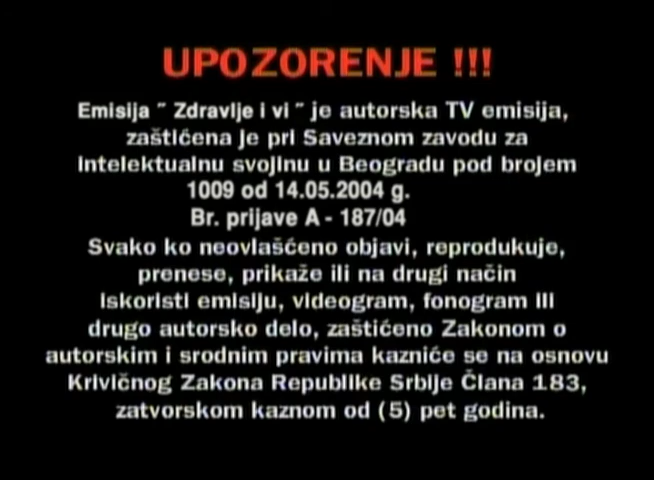 UPOZORENJE !!!
Emisija ˝ Zdravlje i vi ˝ je autorska TV emisija,
zaštićena je pri Saveznom zavodu za
intelektualnu svojinu u Beogradu pod brojem
1009 od 14.05.2004 g.
Br. prijave A - 187/04
Svako ko neovlašćeno objavi, reprodukuje,
prenese, prikaže ili na drugi način
iskoristi emisiju, videogram, fonogram ili
drugo autorsko delo, zaštićeno Zakonom o
autorskim i srodnim pravima kazniće se na osnovu
Krivičnog Zakona Republike Srbije Člana 183,
zatvorskom kaznom od (5) pet godina.